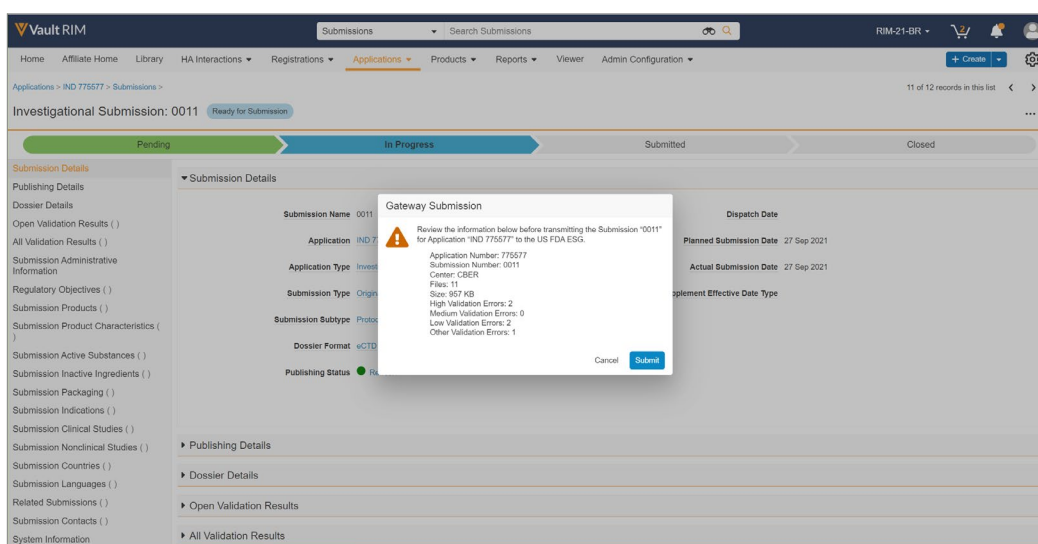 Vault RIM
Submissions
Search Submissions
RIM-21-BR
2
Home Affiliate Home Library HA Interactions Registrations Applications Products Reports Viewer Admin Configuration
+ Create
Applications > IND 775577 > Submissions >
11 of 12 records in this list
Investigational Submission: 0011 Ready for Submission
...
Pending In Progress Submitted Closed
Submission Details
Publishing Details
Dossier Details
Open Validation Results ( )
All Validation Results ( )
Submission Administrative
Information
Regulatory Objectives ( )
Submission Products ( )
Submission Product Characteristics (
)
Submission Active Substances ( )
Submission Inactive Ingredients ( )
Submission Packaging ( )
Submission Indications ( )
Submission Clinical Studies ( )
Submission Nonclinical Studies ( )
Submission Countries ( )
Submission Languages ( )
Related Submissions ( )
Submission Contacts ( )
System Information
Submission Details
Submission Name 0011
Application IND 7
Application Type Invest
Submission Type Origin
Submission Subtype Protoc
Dossier Format eCTD
Publishing Status
Dispatch Date
Planned Submission Date 27 Sep 2021
Actual Submission Date 27 Sep 2021
pplement Effective Date Type
Gateway Submission
Review the information below before transmitting the Submission "0011"
for Application "IND 775577" to the US FDA ESG.
Application Number: 775577
Submission Number: 0011
Center: CBER
Files: 11
Size: 957 KB
High Validation Errors: 2
Medium Validation Errors: 0
Low Validation Errors: 2
Other Validation Errors: 1
Cancel Submit
Publishing Details
Dossier Details
Open Validation Results
All Validation Results